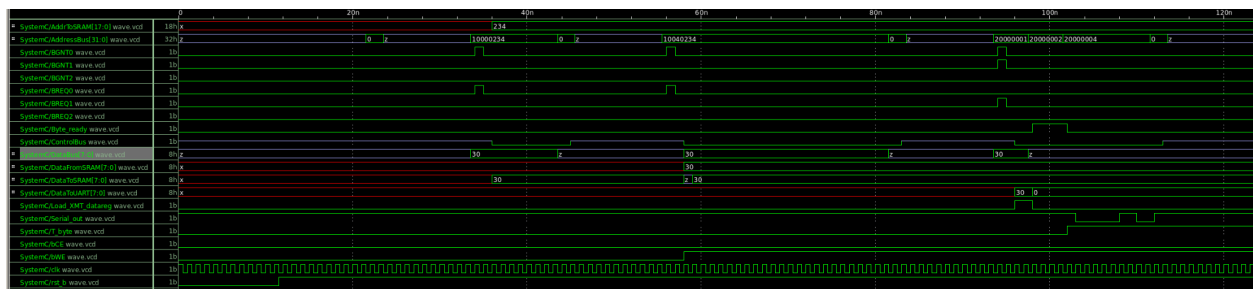 0 20n 40n 60n 80n 100n 120n
SystemC/AddrToSRAM[17:0] wave.vcd 18h x 234
SystemC/AddressBus[31:0] wave.vcd 32h z 0 z 10000234 0 z 10040234 0 z 20000001 20000002 20000004 0 z
SystemC/BGNT0 wave.vcd 1b
SystemC/BGNT1 wave.vcd 1b
SystemC/BGNT2 wave.vcd 1b
SystemC/BREQ0 wave.vcd 1b
SystemC/BREQ1 wave.vcd 1b
SystemC/BREQ2 wave.vcd 1b
SystemC/Byte_ready wave.vcd 1b
SystemC/ControlBus wave.vcd 1b
SystemC/DataBus[7:0] wave.vcd 8h z 30 z 30 z 30 z
SystemC/DataFromSRAM[7:0] wave.vcd 8h x 30
SystemC/DataToSRAM[7:0] wave.vcd 8h x 30 z 30
SystemC/DataToUART[7:0] wave.vcd 8h x 30 0
SystemC/Load_XMT_datareg wave.vcd 1b
SystemC/Serial_out wave.vcd 1b
SystemC/T_byte wave.vcd 1b
SystemC/bCE wave.vcd 1b
SystemC/bWE wave.vcd 1b
SystemC/clk wave.vcd 1b
SystemC/rst_b wave.vcd 1b